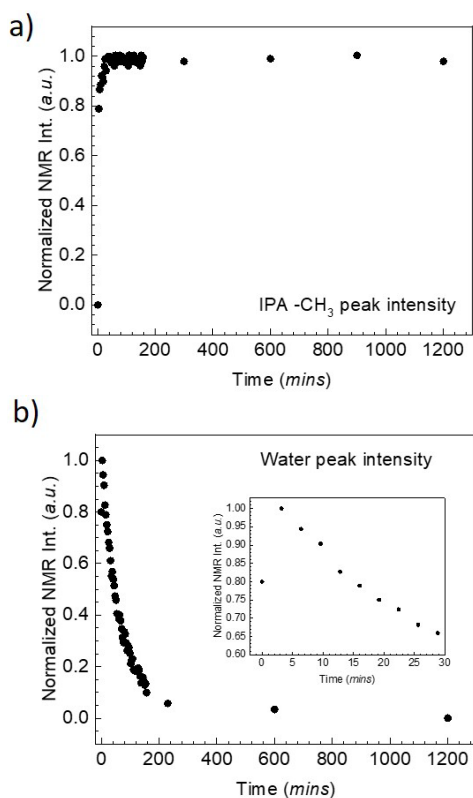 a)
Normalized NMR Int. (a.u.)
1.0
0.8
0.6
0.4
0.2
0.0
IPA -CH₃ peak intensity
0 200 400 600 800 1000 1200
Time (mins)
b)
Normalized NMR Int. (a.u.)
1.0
0.8
0.6
0.4
0.2
0.0
Water peak intensity
Normalized NMR Int. (a.u.)
1.00
0.95
0.90
0.85
0.80
0.75
0.70
0.65
0.60
0 5 10 15 20 25 30
Time (mins)
0 200 400 600 800 1000 1200
Time (mins)